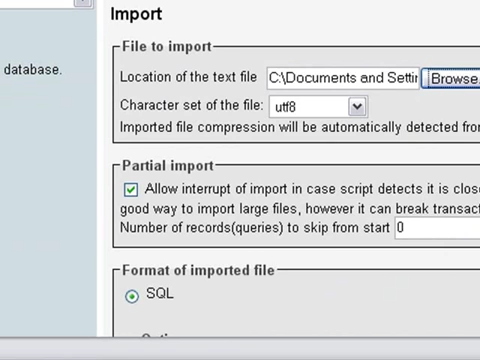 Import
File to import
database.
Location of the text file C:\Documents and Settin Browse.
Character set of the file: utf8
Imported file compression will be automatically detected from
Partial import
Allow interrupt of import in case script detects it is close
good way to import large files, however it can break transact
Number of records(queries) to skip from start 0
Format of imported file
SQL